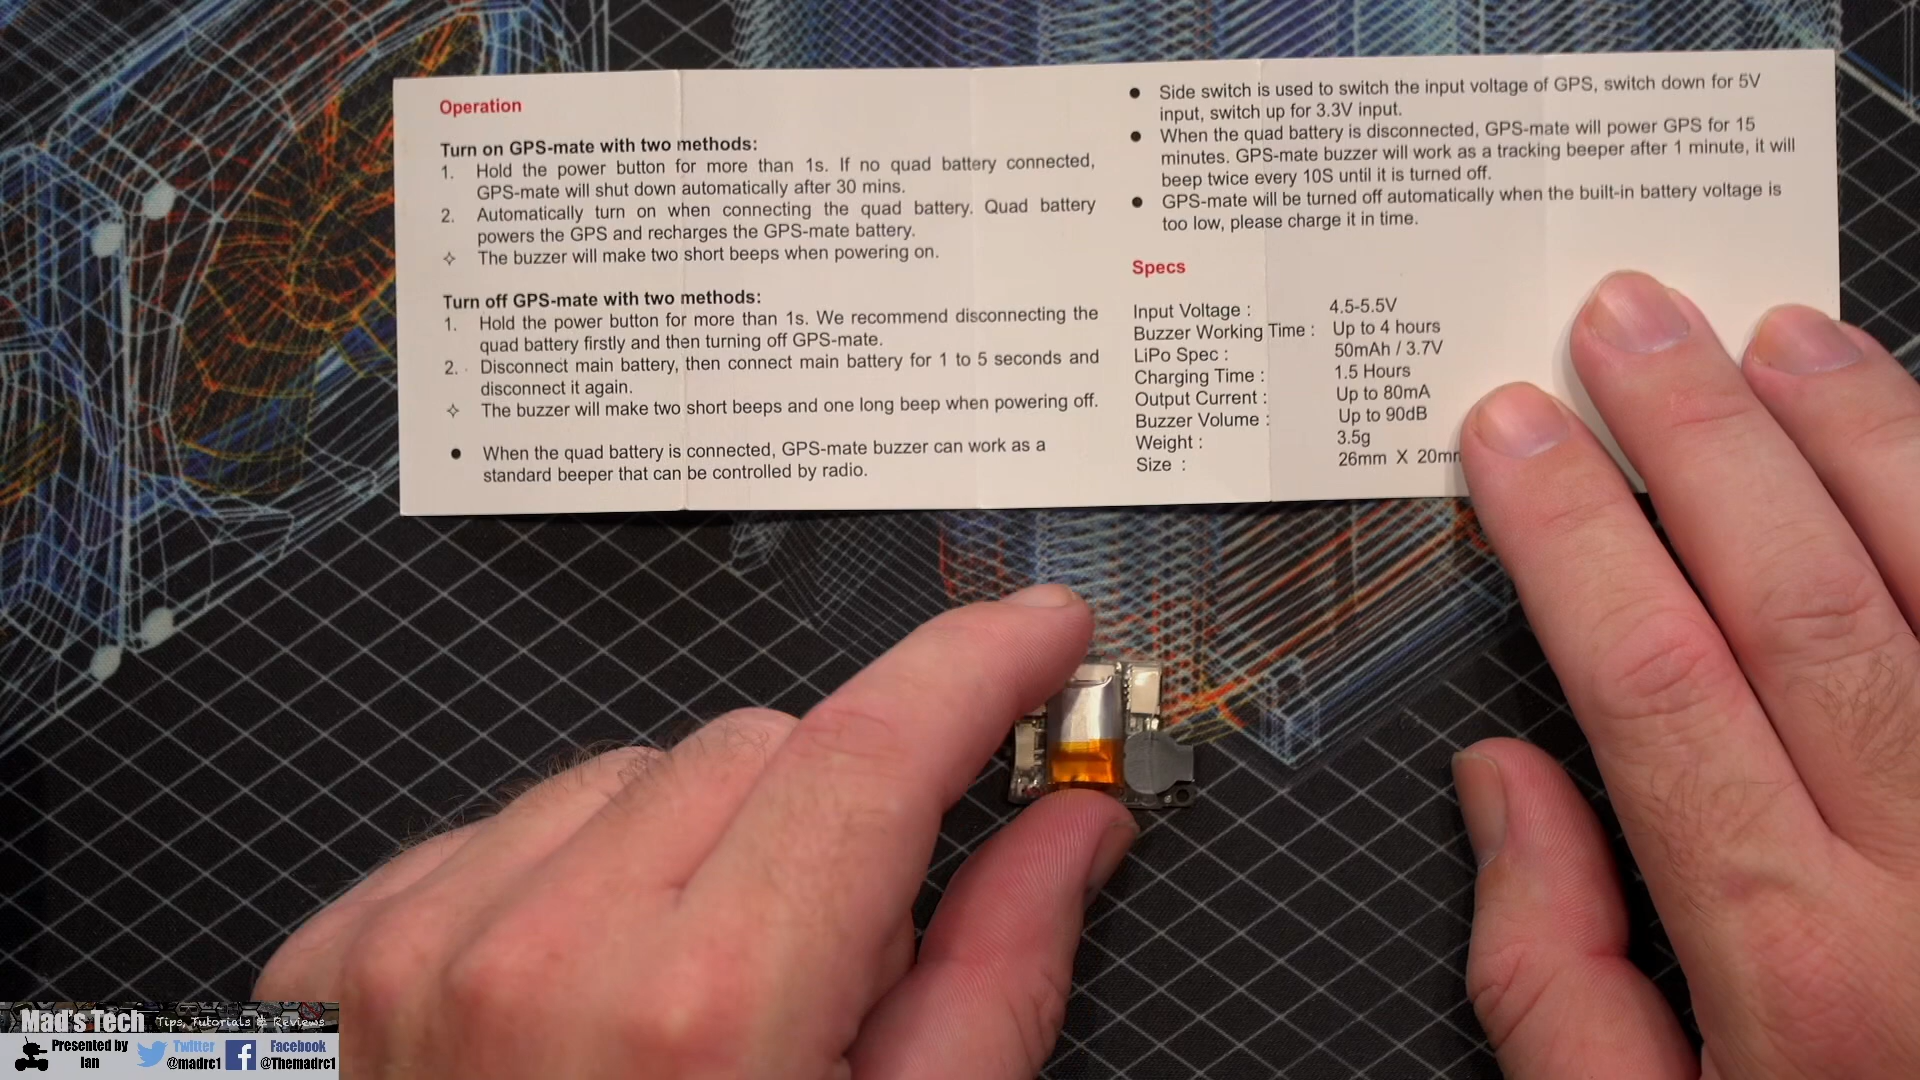 Operation
Turn on GPS-mate with two methods:
1. Hold the power button for more than 1s. If no quad battery connected,
GPS-mate will shut down automatically after 30 mins.
2. Automatically turn on when connecting the quad battery. Quad battery
powers the GPS and recharges the GPS-mate battery.
✧ The buzzer will make two short beeps when powering on.
Turn off GPS-mate with two methods:
1. Hold the power button for more than 1s. We recommend disconnecting the
quad battery firstly and then turning off GPS-mate.
2. Disconnect main battery, then connect main battery for 1 to 5 seconds and
disconnect it again.
✧ The buzzer will make two short beeps and one long beep when powering off.
● When the quad battery is connected, GPS-mate buzzer can work as a
standard beeper that can be controlled by radio.
● Side switch is used to switch the input voltage of GPS, switch down for 5V
input, switch up for 3.3V input.
● When the quad battery is disconnected, GPS-mate will power GPS for 15
minutes. GPS-mate buzzer will work as a tracking beeper after 1 minute, it will
beep twice every 10S until it is turned off.
● GPS-mate will be turned off automatically when the built-in battery voltage is
too low, please charge it in time.
Specs
Input Voltage : 4.5-5.5V
Buzzer Working Time : Up to 4 hours
LiPo Spec : 50mAh / 3.7V
Charging Time : 1.5 Hours
Output Current : Up to 80mA
Buzzer Volume : Up to 90dB
Weight : 3.5g
Size : 26mm X 20m
Mad's Tech Tips, Tutorials & Reviews
Presented by Ian
Twitter @madrc1
Facebook @Themadrc1